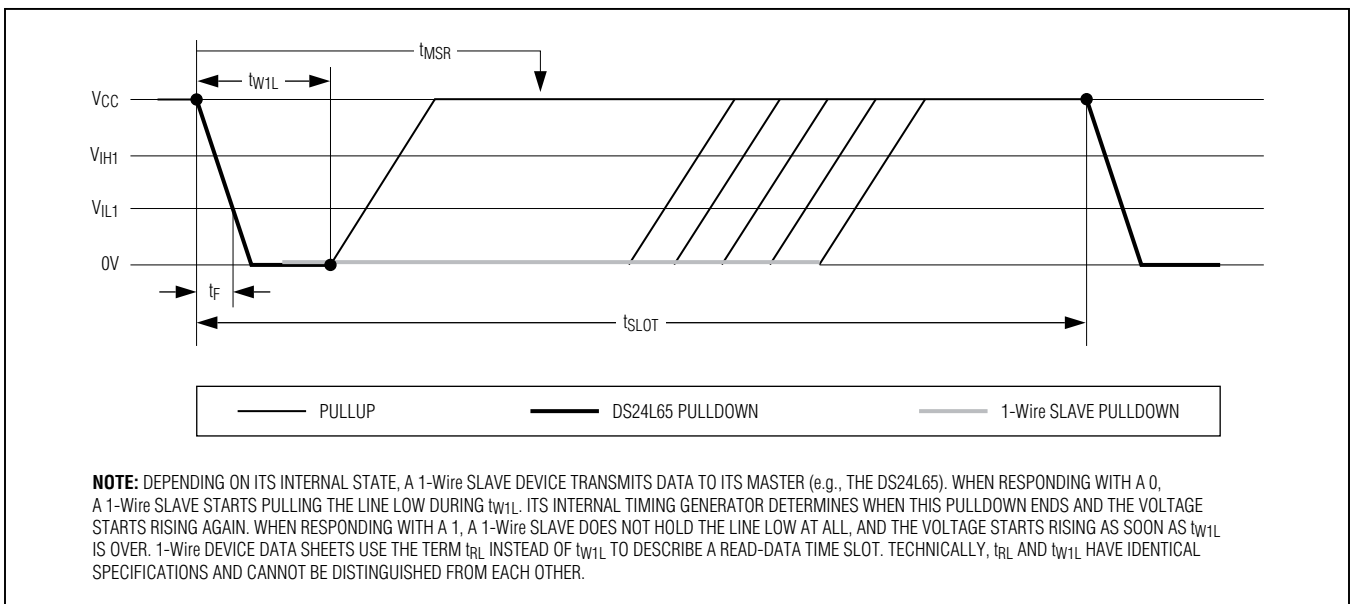 tMSR
tW1L
VCC
VIH1
VIL1
0V
tF
tSLOT
PULLUP
DS24L65 PULLDOWN
1-Wire SLAVE PULLDOWN
NOTE: DEPENDING ON ITS INTERNAL STATE, A 1-Wire SLAVE DEVICE TRANSMITS DATA TO ITS MASTER (e.g., THE DS24L65). WHEN RESPONDING WITH A 0,
A 1-Wire SLAVE STARTS PULLING THE LINE LOW DURING tW1L. ITS INTERNAL TIMING GENERATOR DETERMINES WHEN THIS PULLDOWN ENDS AND THE VOLTAGE
STARTS RISING AGAIN. WHEN RESPONDING WITH A 1, A 1-Wire SLAVE DOES NOT HOLD THE LINE LOW AT ALL, AND THE VOLTAGE STARTS RISING AS SOON AS tW1L
IS OVER. 1-Wire DEVICE DATA SHEETS USE THE TERM tRL INSTEAD OF tW1L TO DESCRIBE A READ-DATA TIME SLOT. TECHNICALLY, tRL AND tW1L HAVE IDENTICAL
SPECIFICATIONS AND CANNOT BE DISTINGUISHED FROM EACH OTHER.